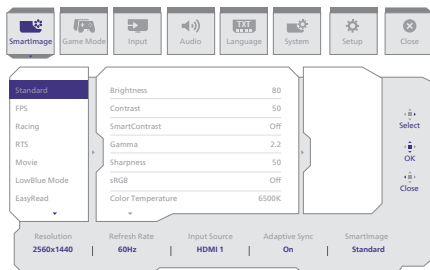 SmartImage Game Mode Input Audio Language System Setup Close
TXT
Standard
FPS
Racing
RTS
Movie
LowBlue Mode
EasyRead
Brightness 80
Contrast 50
SmartContrast Off
Gamma 2.2
Sharpness 50
sRGB Off
Color Temperature 6500K
Select
OK
Close
Resolution Refresh Rate Input Source Adaptive Sync SmartImage
2560x1440 | 60Hz | HDMI 1 | On | Standard